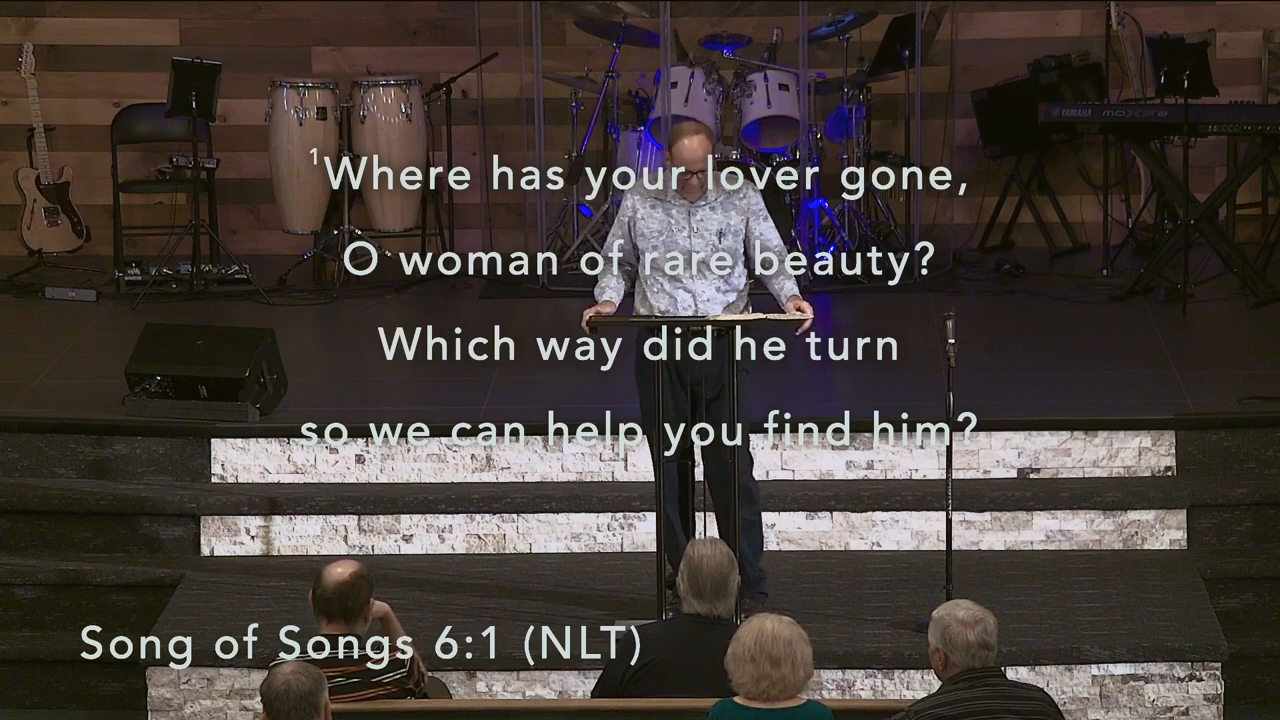 ¹Where has your lover gone,
O woman of rare beauty?
Which way did he turn
so we can help you find him?
Song of Songs 6:1 (NLT)
YAMAHA